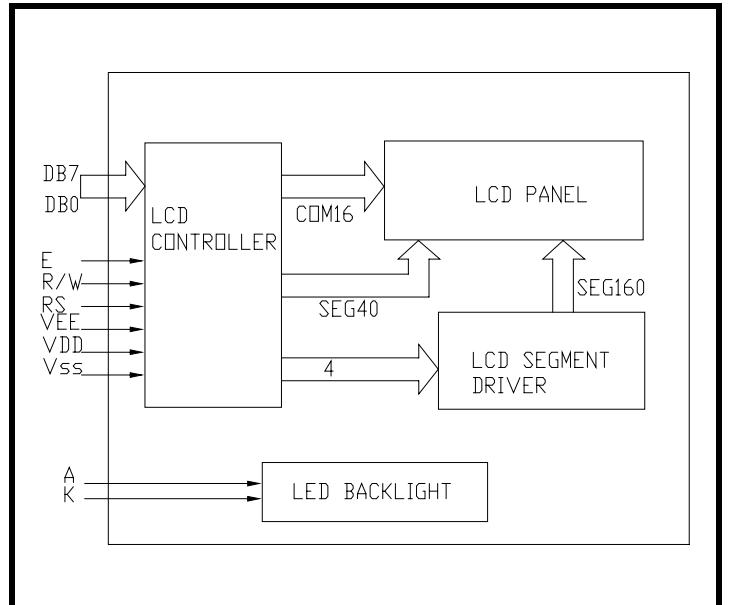 DB7
DB0
LCD
CONTROLLER
COM16
LCD PANEL
E
R/W
RS
VEE
VDD
Vss
SEG40
SEG160
4
LCD SEGMENT
DRIVER
A
K
LED BACKLIGHT